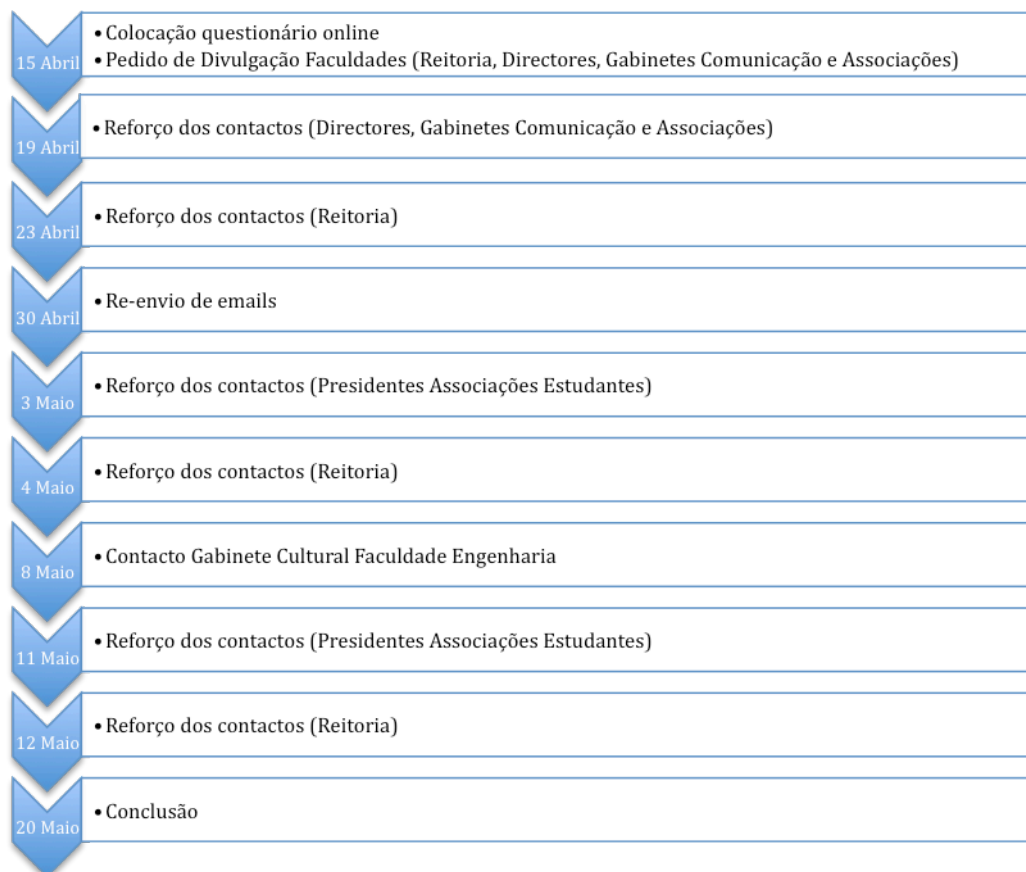 15 Abril
• Colocação questionário online
• Pedido de Divulgação Faculdades (Reitoria, Directores, Gabinetes Comunicação e Associações)
19 Abril
• Reforço dos contactos (Directores, Gabinetes Comunicação e Associações)
23 Abril
• Reforço dos contactos (Reitoria)
30 Abril
• Re-envio de emails
3 Maio
• Reforço dos contactos (Presidentes Associações Estudantes)
4 Maio
• Reforço dos contactos (Reitoria)
8 Maio
• Contacto Gabinete Cultural Faculdade Engenharia
11 Maio
• Reforço dos contactos (Presidentes Associações Estudantes)
12 Maio
• Reforço dos contactos (Reitoria)
20 Maio
• Conclusão